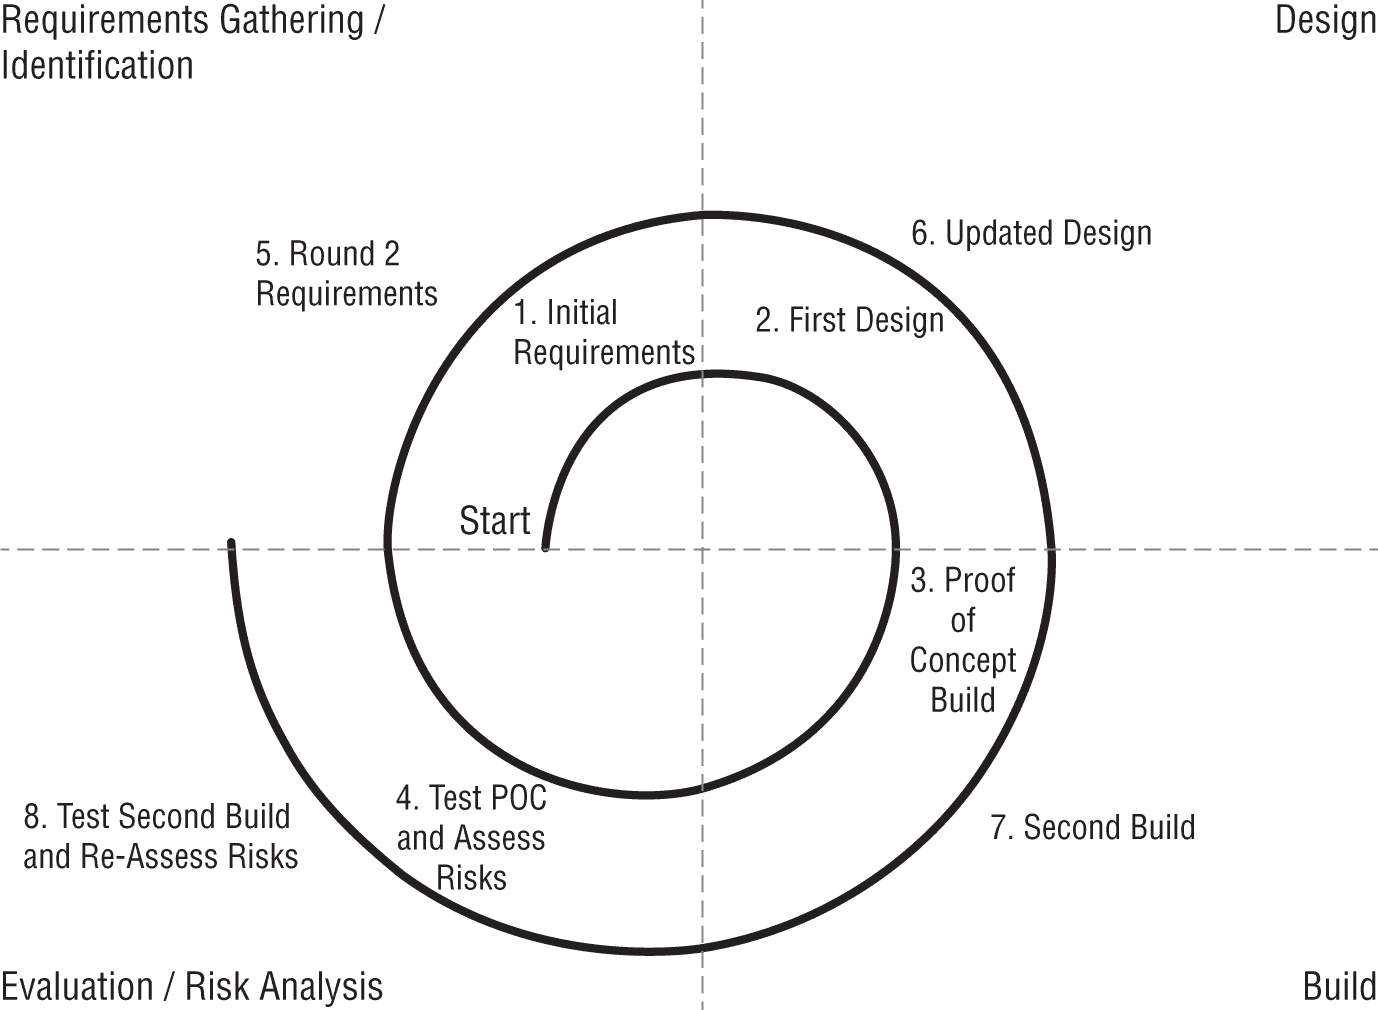 Requirements Gathering /
Identification
Design
5. Round 2
Requirements
6. Updated Design
1. Initial
Requirements
2. First Design
Start
3. Proof
of
Concept
Build
4. Test POC
and Assess
Risks
7. Second Build
8. Test Second Build
and Re-Assess Risks
Evaluation / Risk Analysis
Build